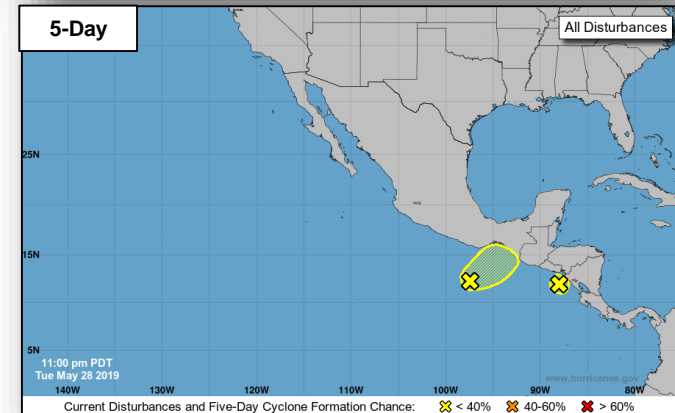 5-Day
All Disturbances
25N
15N
5N
11:00 pm PDT
Tue May 28 2019
www.hurricanes.gov
140W 130W 120W 110W 100W 90W 80W
Current Disturbances and Five-Day Cyclone Formation Chance: < 40% 40-60% > 60%